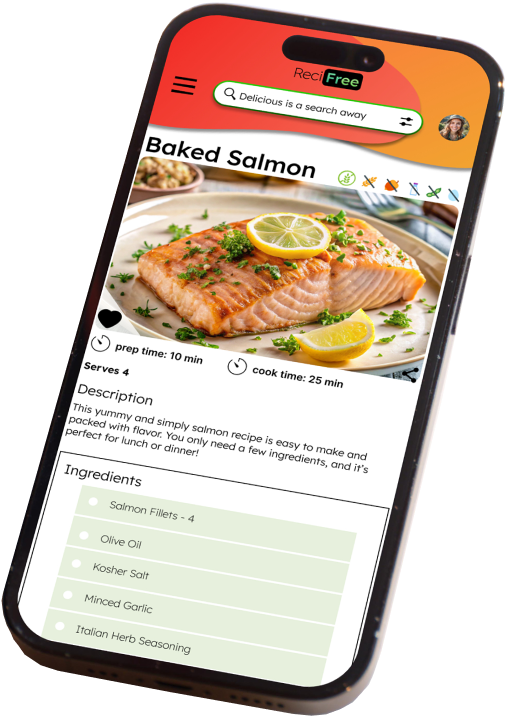 ReciFree
Delicious is a search away
Baked Salmon
prep time: 10 min
cook time: 25 min
Serves 4
Description
This yummy and simply salmon recipe is easy to make and
packed with flavor. You only need a few ingredients, and it's
perfect for lunch or dinner!
Ingredients
Salmon Fillets - 4
Olive Oil
Kosher Salt
Minced Garlic
Italian Herb Seasoning